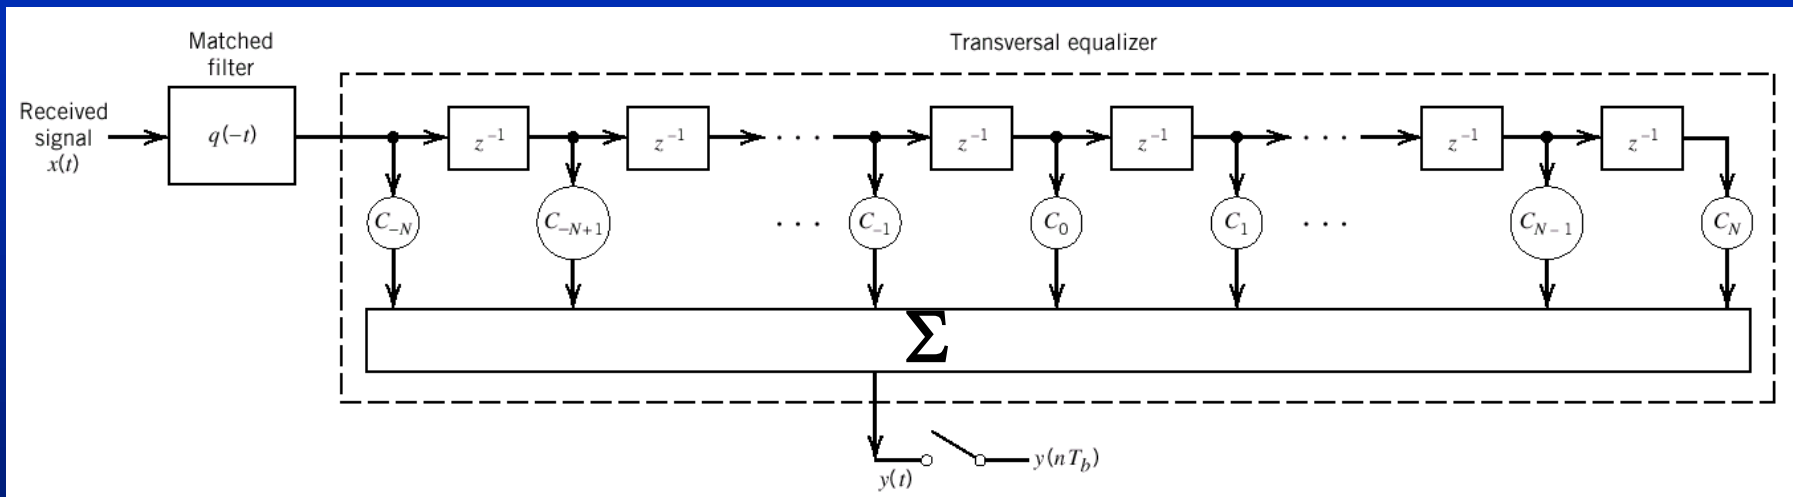 Matched
filter
Transversal equalizer
Received
signal
x(t)
q(−t)
z⁻¹
z⁻¹
· · ·
z⁻¹
z⁻¹
· · ·
z⁻¹
z⁻¹
C₋N
C₋N₊₁
· · ·
C₋₁
C₀
C₁
· · ·
C_N₋₁
C_N
Σ
y(t)
y(nT_b)